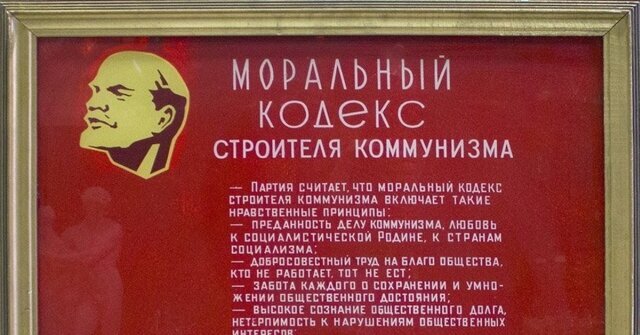 МОРАЛЬНЫЙ
КОДЕКС
СТРОИТЕЛЯ КОММУНИЗМА
— ПАРТИЯ СЧИТАЕТ, ЧТО МОРАЛЬНЫЙ КОДЕКС
СТРОИТЕЛЯ КОММУНИЗМА ВКЛЮЧАЕТ ТАКИЕ
НРАВСТВЕННЫЕ ПРИНЦИПЫ:
— ПРЕДАННОСТЬ ДЕЛУ КОММУНИЗМА, ЛЮБОВЬ
К СОЦИАЛИСТИЧЕСКОЙ РОДИНЕ, К СТРАНАМ
СОЦИАЛИЗМА;
— ДОБРОСОВЕСТНЫЙ ТРУД НА БЛАГО ОБЩЕСТВА,
КТО НЕ РАБОТАЕТ, ТОТ НЕ ЕСТ;
— ЗАБОТА КАЖДОГО О СОХРАНЕНИИ И УМНО-
ЖЕНИИ ОБЩЕСТВЕННОГО ДОСТОЯНИЯ;
— ВЫСОКОЕ СОЗНАНИЕ ОБЩЕСТВЕННОГО ДОЛГА,
НЕТЕРПИМОСТЬ К НАРУШЕНИЯМ ОБЩЕСТВЕННЫХ
ИНТЕРЕСОВ